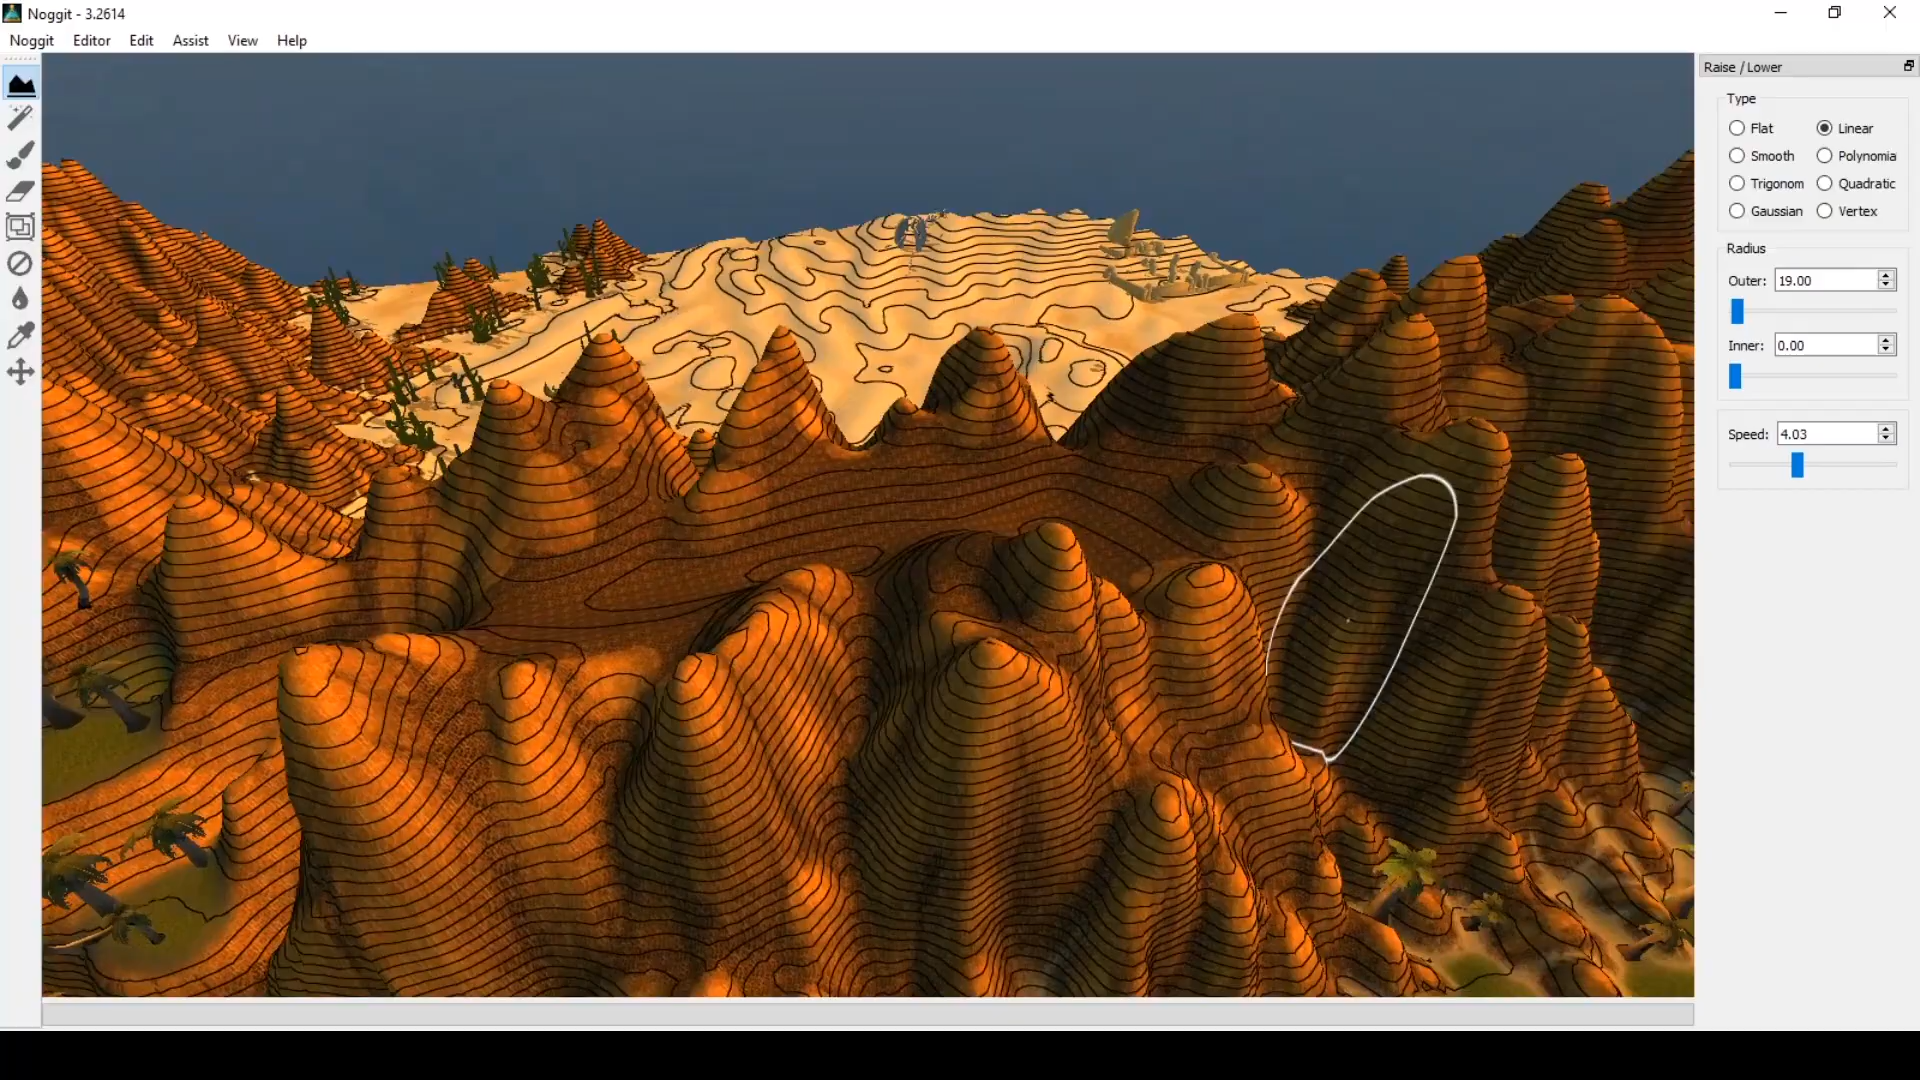 Noggit - 3.2614
Noggit Editor Edit Assist View Help
Raise / Lower
Type
Flat Linear
Smooth Polynomia
Trigonom Quadratic
Gaussian Vertex
Radius
Outer: 19.00
Inner: 0.00
Speed: 4.03